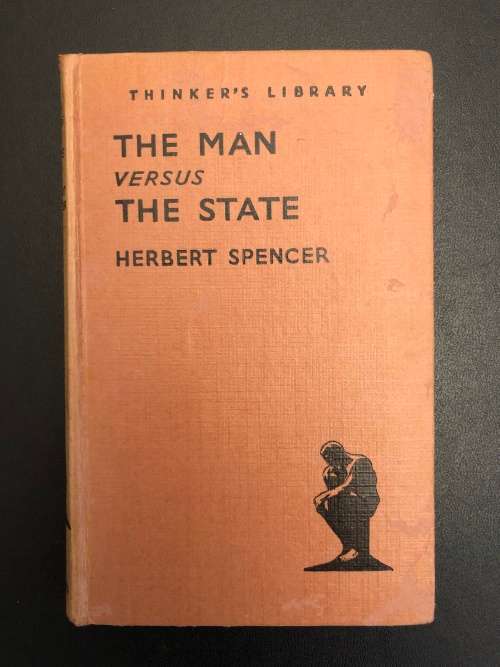 THINKER'S LIBRARY
THE MAN
VERSUS
THE STATE
HERBERT SPENCER